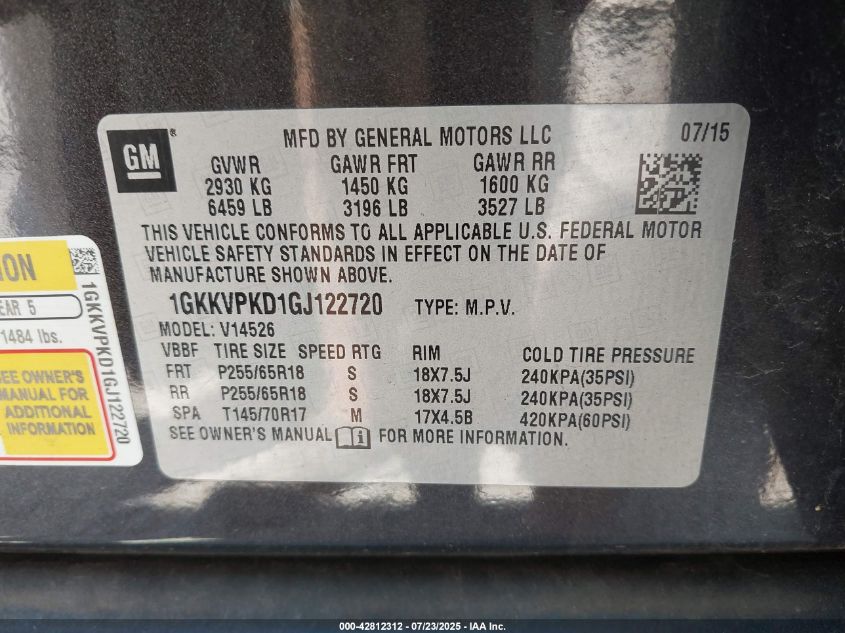 GM ®
MFD BY GENERAL MOTORS LLC 07/15
GVWR GAWR FRT GAWR RR
2930 KG 1450 KG 1600 KG
6459 LB 3196 LB 3527 LB
THIS VEHICLE CONFORMS TO ALL APPLICABLE U.S. FEDERAL MOTOR
VEHICLE SAFETY STANDARDS IN EFFECT ON THE DATE OF
MANUFACTURE SHOWN ABOVE.
1GKKVPKD1GJ122720 TYPE: M.P.V.
MODEL: V14526
VBBF TIRE SIZE SPEED RTG RIM COLD TIRE PRESSURE
FRT P255/65R18 S 18X7.5J 240KPA(35PSI)
RR P255/65R18 S 18X7.5J 240KPA(35PSI)
SPA T145/70R17 M 17X4.5B 420KPA(60PSI)
SEE OWNER'S MANUAL FOR MORE INFORMATION.
5
1484 lbs.
SEE OWNER'S
MANUAL FOR
ADDITIONAL
INFORMATION
1GKKVPKD1GJ122720
000-42812312 / 07/23/2025 - IAA Inc.